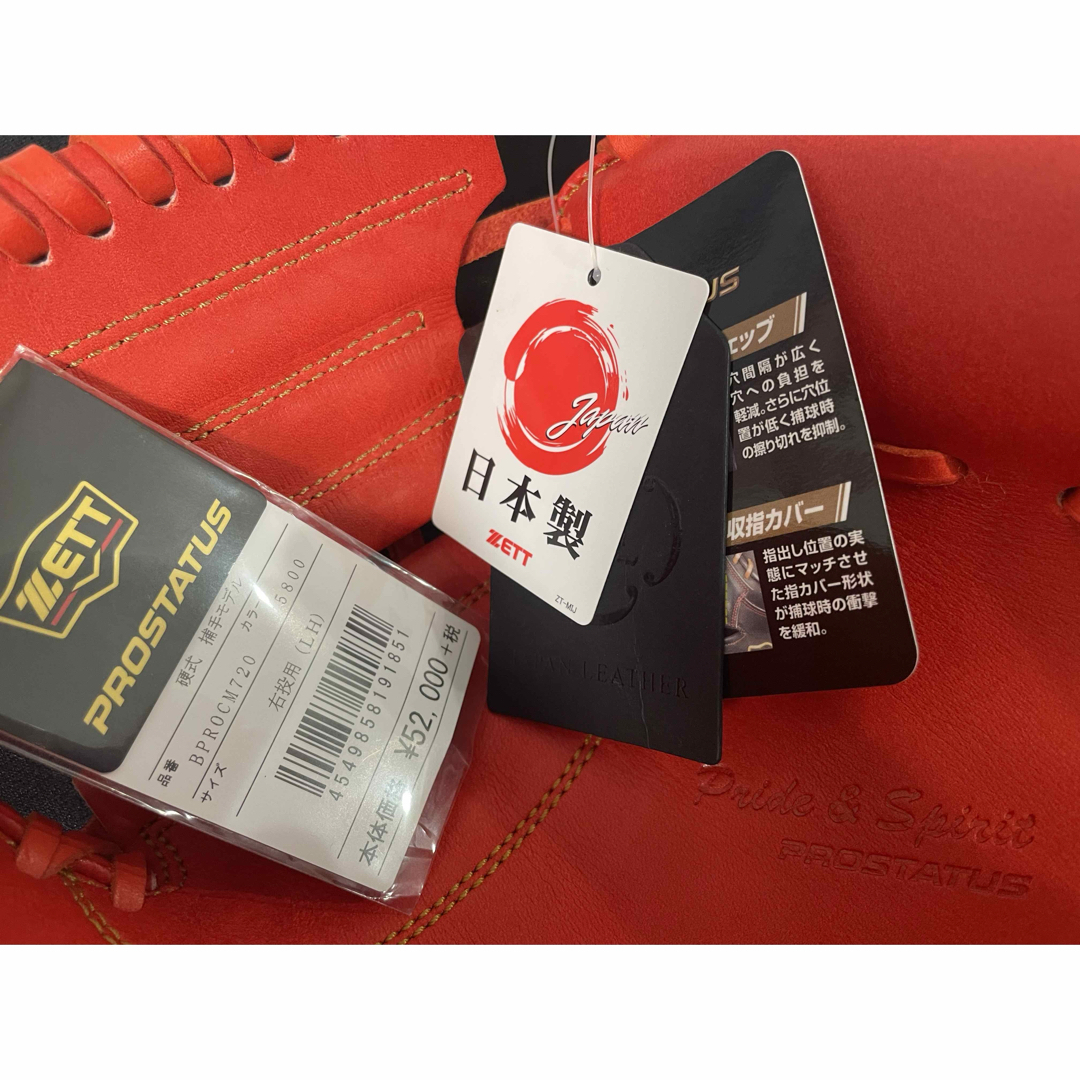 ZETT
PROSTATUS
硬式 捕手モデル
品番 BPROCM720 カラー 5800
サイズ 右投用 (LH)
4549858191851
本体価格 ¥52,000+税
Japan
日本製
ZETT
ZT-MIJ
LEATHER
US
ェッブ
穴間隔が広く
穴への負担を
軽減。さらに穴位
置が低く捕球時
の擦り切れを抑制。
収指カバー
指出し位置の実
態にマッチさせ
た指カバー形状
が捕球時の衝撃
を緩和。
Pride & Spirit
PROSTATUS